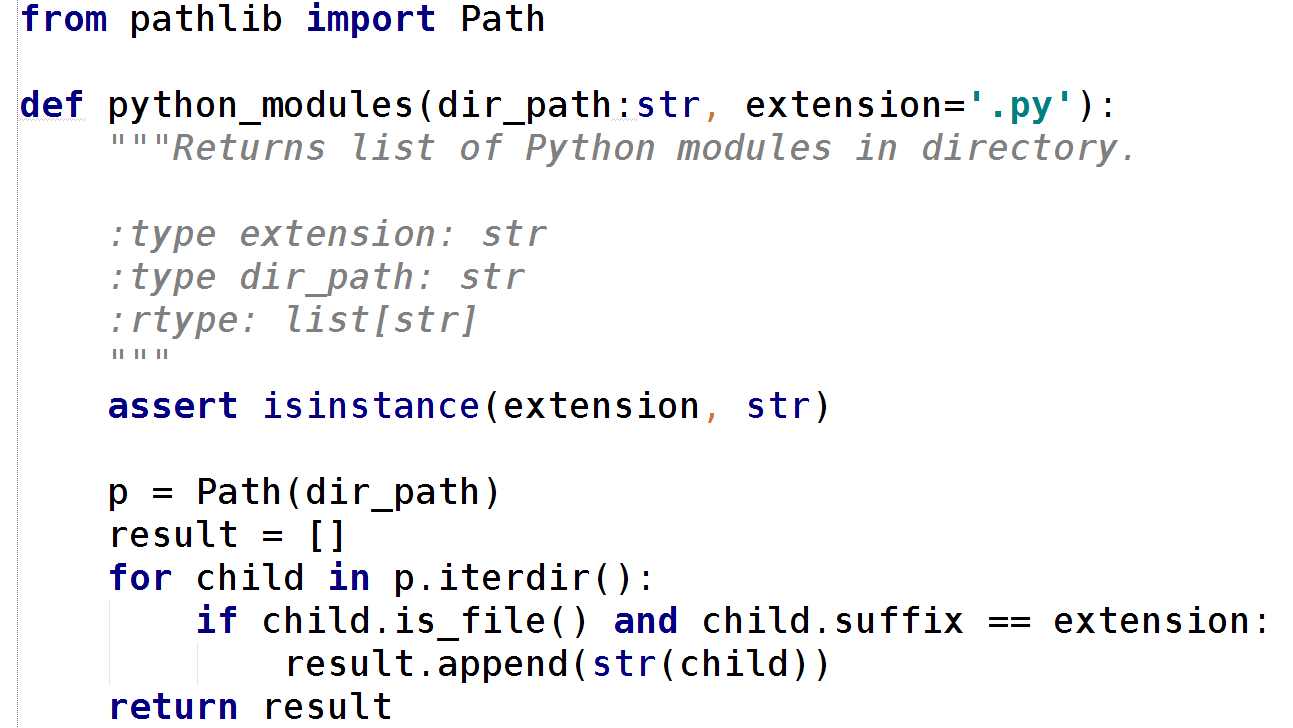 from pathlib import Path
def python_modules(dir_path:str, extension='.py'):
"""Returns list of Python modules in directory.
:type extension: str
:type dir_path: str
:rtype: list[str]
"""
assert isinstance(extension, str)
p = Path(dir_path)
result = []
for child in p.iterdir():
if child.is_file() and child.suffix == extension:
result.append(str(child))
return result